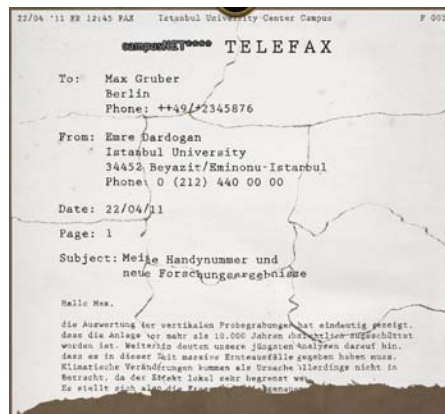 22/04 '11 FR 12:45 FAX Istanbul University Center Campus F 001
campusNET**** TELEFAX
To: Max Gruber
Berlin
Phone: ++49/*2345876
From: Emre Dardogan
Istanbul University
34452 Beyazit/Eminonu-Istanbul
Phone: 0 (212) 440 00 00
Date: 22/04/11
Page: 1
Subject: Meine Handynummer und
neue Forschungsergebnisse
Hallo Max,
die Auswertung der vertikalen Probegrabungen hat eindeutig gezeigt,
dass die Anlage vor mehr als 10.000 Jahren absichtlich zugeschüttet
worden ist. Weiterhin deuten unsere jüngsten Analysen darauf hin,
dass es in dieser Zeit massive Ernteausfälle gegeben haben muss.
Klimatische Veränderungen kommen als Ursache allerdings nicht in
Betracht, da der Effekt lokal sehr begrenzt war.
Es stellt sich also die